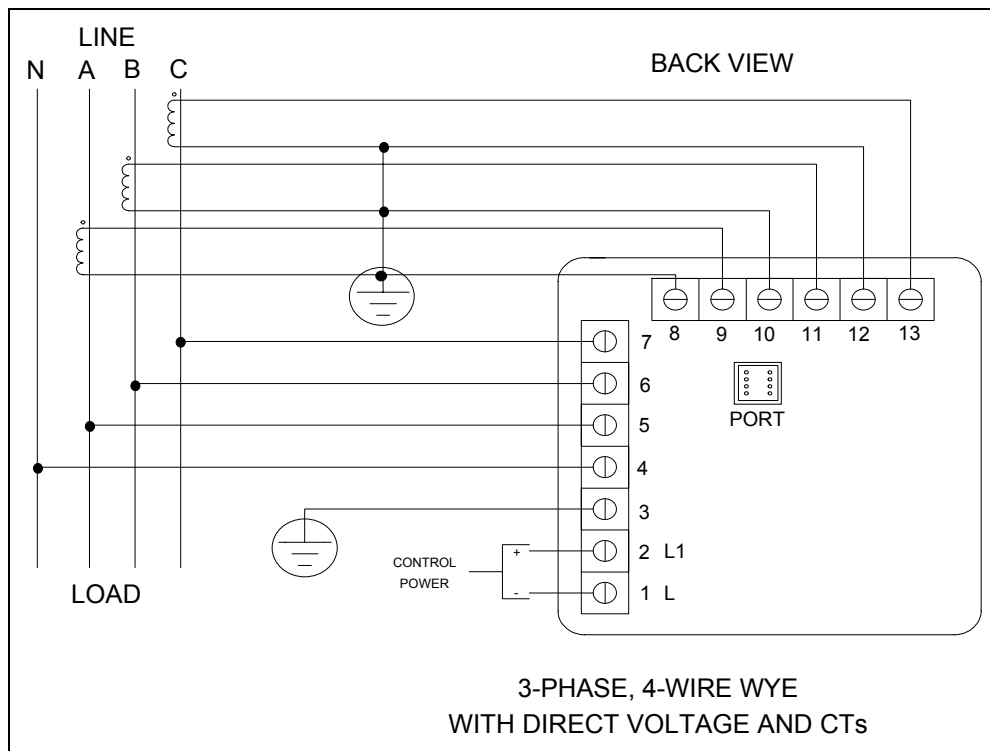 LINE
N A B C
BACK VIEW
8 9 10 11 12 13
7
6
PORT
5
4
3
+ 2 L1
CONTROL
POWER
- 1 L
LOAD
3-PHASE, 4-WIRE WYE
WITH DIRECT VOLTAGE AND CTs